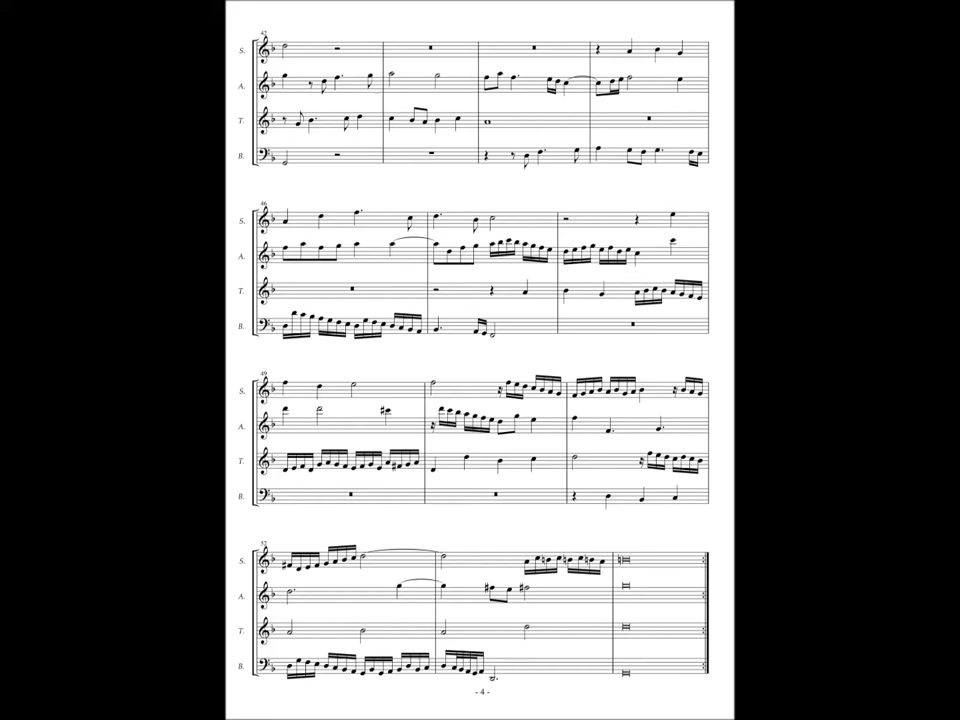 42
S.
A.
T.
B.
46
S.
A.
T.
B.
49
S.
A.
T.
B.
52
S.
A.
T.
B.
- 4 -